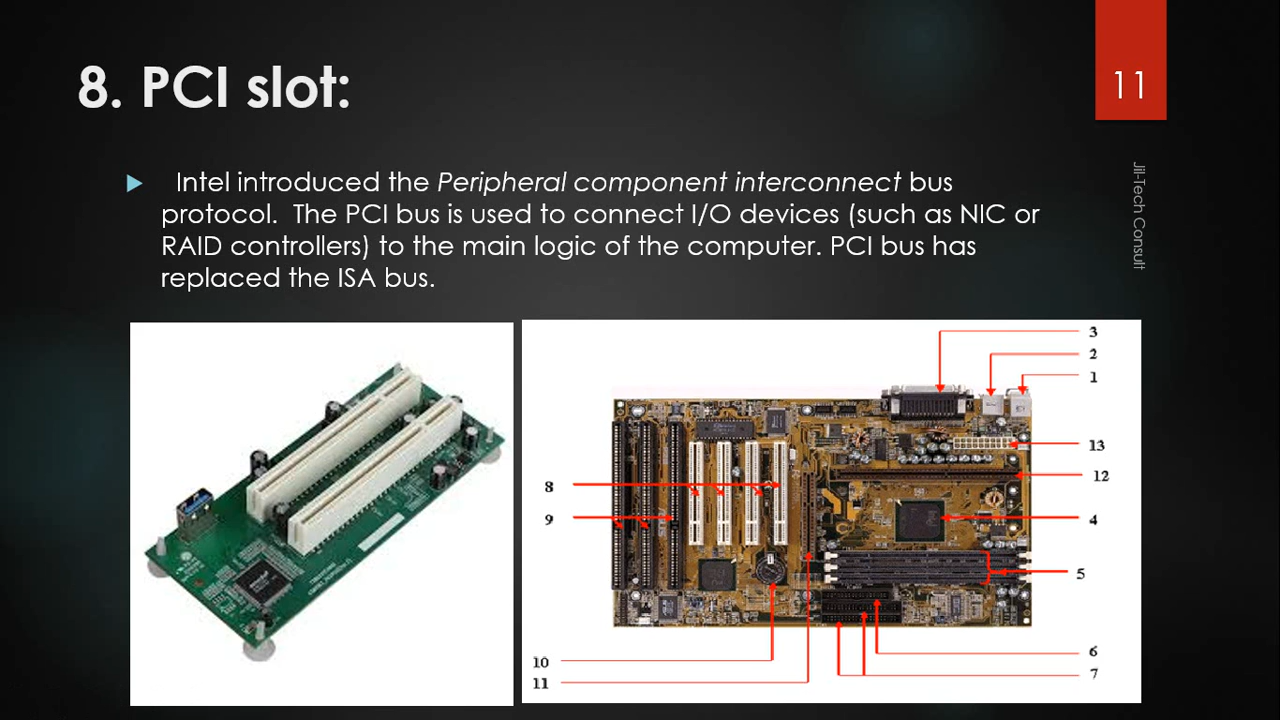 8. PCI slot:
11
Intel introduced the Peripheral component interconnect bus
protocol.  The PCI bus is used to connect I/O devices (such as NIC or
RAID controllers) to the main logic of the computer. PCI bus has
replaced the ISA bus.
Jil-Tech Consult
3
2
1
13
12
8
9
4
5
6
7
10
11